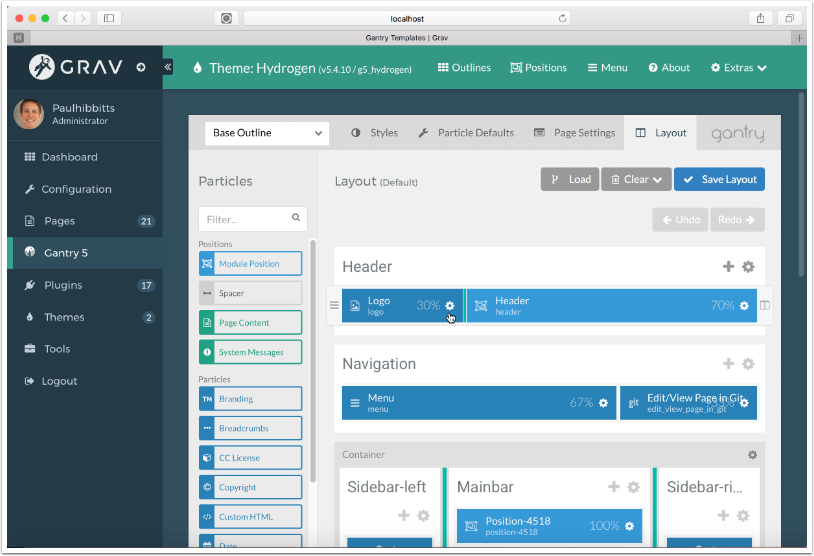 localhost
H
Gantry Templates | Grav
GRAV
Theme: Hydrogen (v5.4.10 / g5_hydrogen)
Outlines
Positions
Menu
About
Extras
Paulhibbitts
Administrator
Dashboard
Configuration
Pages 21
Gantry 5
Plugins 17
Themes 2
Tools
Logout
Base Outline
Styles
Particle Defaults
Page Settings
Layout
gantry
Particles
Filter...
Positions
Module Position
Spacer
Page Content
System Messages
Particles
TM Branding
Breadcrumbs
CC License
Copyright
Custom HTML
Date
Layout (Default)
Load
Clear
Save Layout
Undo
Redo
Header
Logo 30%
logo
Header 70%
header
Navigation
Menu 67%
menu
git Edit/View Page in Git
edit_view_page_in_git
Container
Sidebar-left
Mainbar
Sidebar-ri...
Position-4518 100%
position-4518